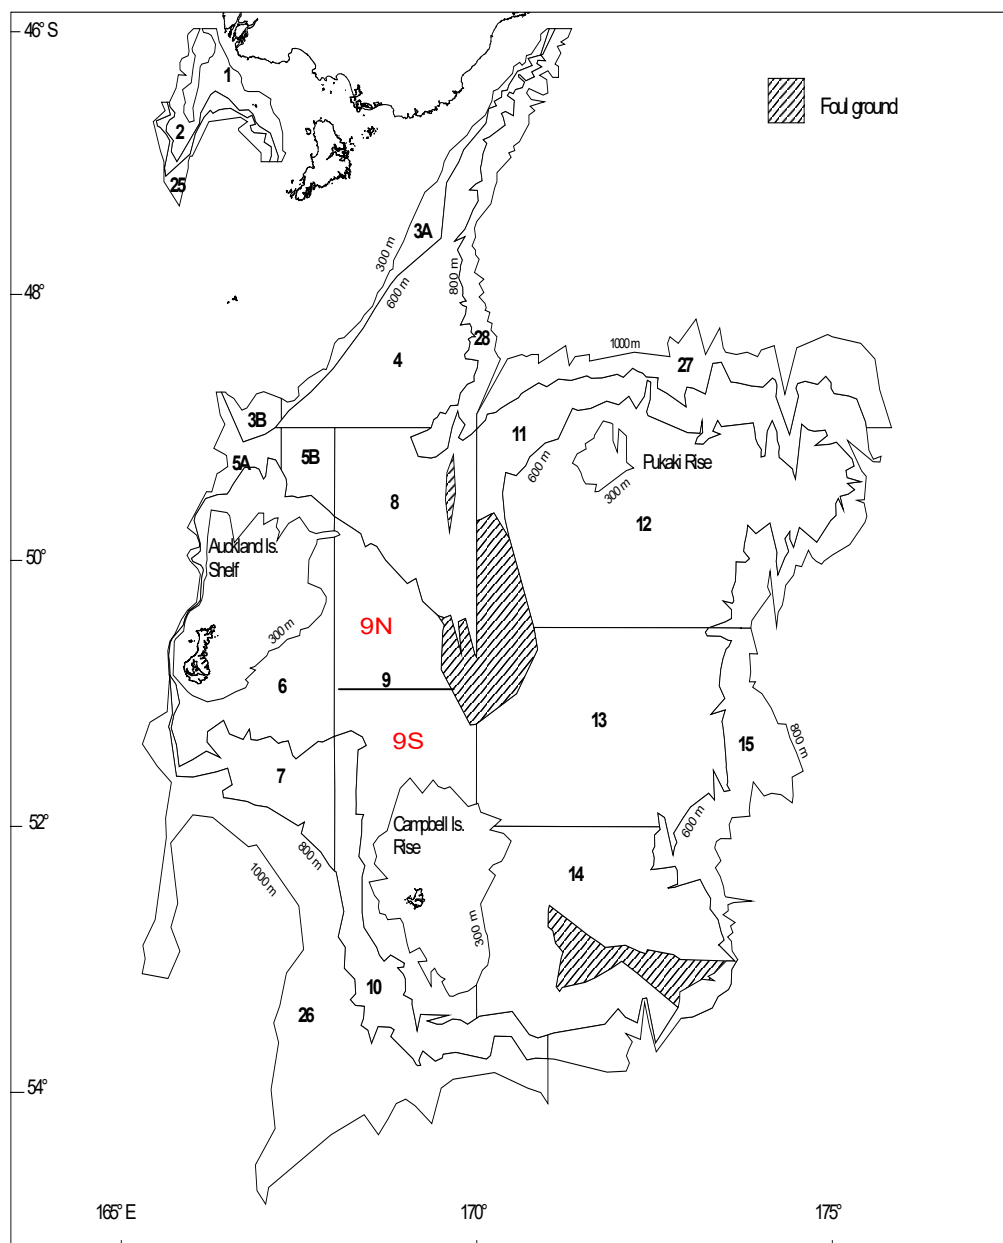 46° S
1
Foul ground
2
25
3A
300 m
600 m
800 m
48°
28
1000 m
27
4
3B
11
5A
5B
600 m
Pukaki Rise
300 m
8
12
Auckland Is.
Shelf
50°
9N
300 m
9
6
13
9S
15
800 m
7
52°
600 m
Campbell Is.
Rise
800 m
1000 m
14
300 m
10
26
54°
165° E
170°
175°